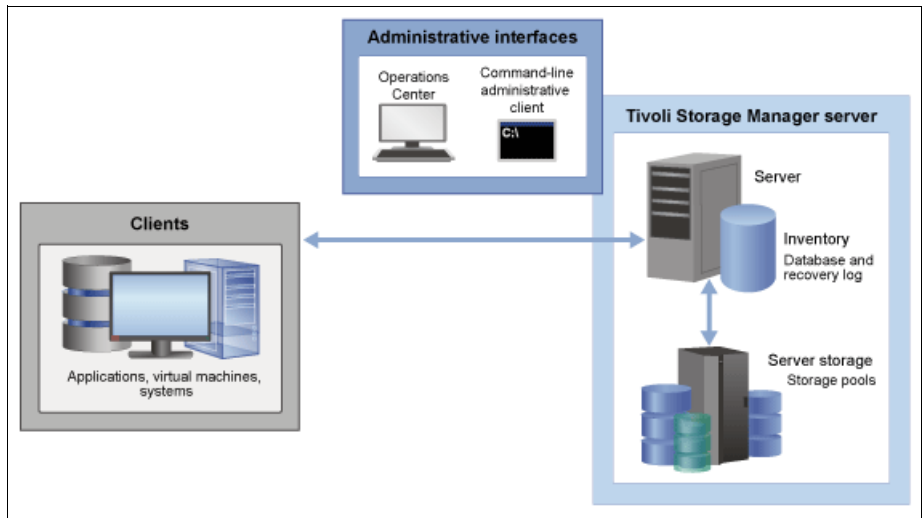 Administrative interfaces
Operations
Center
Command-line
administrative
client
C:\
Tivoli Storage Manager server
Server
Inventory
Database and
recovery log
Server storage
Storage pools
Clients
Applications, virtual machines,
systems